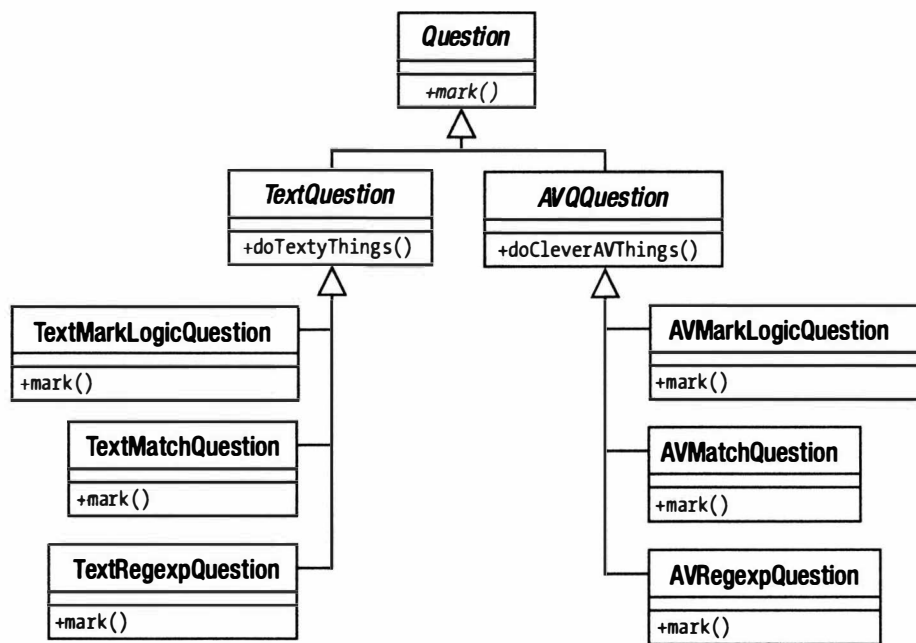 Question
+mark()
TextQuestion
+doTextyThings()
AVQQuestion
+doCleverAVThings()
TextMarkLogicQuestion
+mark()
AVMarkLogicQuestion
+mark()
TextMatchQuestion
+mark()
AVMatchQuestion
+mark()
TextRegexpQuestion
+mark()
AVRegexpQuestion
+mark()